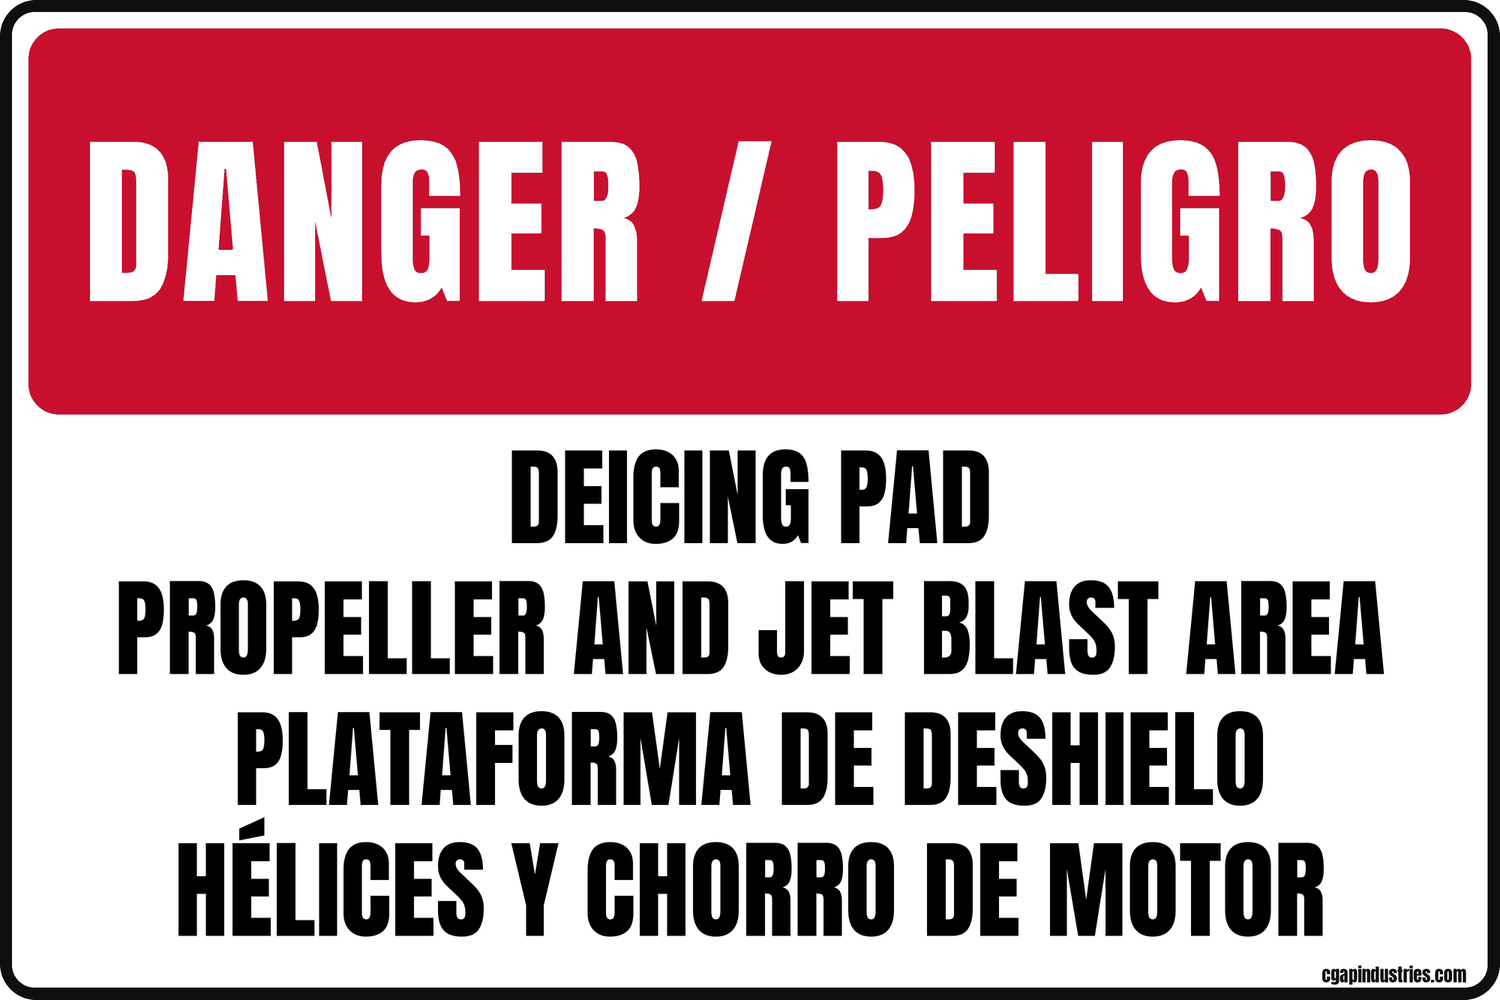 DANGER / PELIGRO
DEICING PAD
PROPELLER AND JET BLAST AREA
PLATAFORMA DE DESHIELO
HÉLICES Y CHORRO DE MOTOR
cgapindustries.com